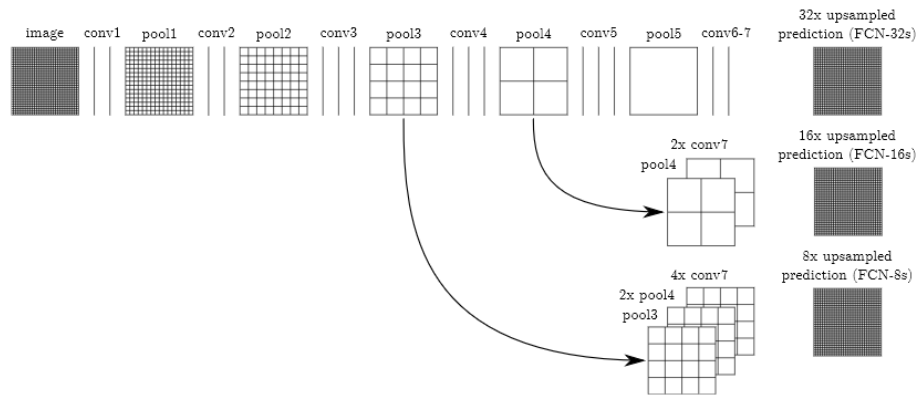 image conv1 pool1 conv2 pool2 conv3 pool3 conv4 pool4 conv5 pool5 conv6-7
32x upsampled
prediction (FCN-32s)
2x conv7
pool4
16x upsampled
prediction (FCN-16s)
4x conv7
2x pool4
pool3
8x upsampled
prediction (FCN-8s)